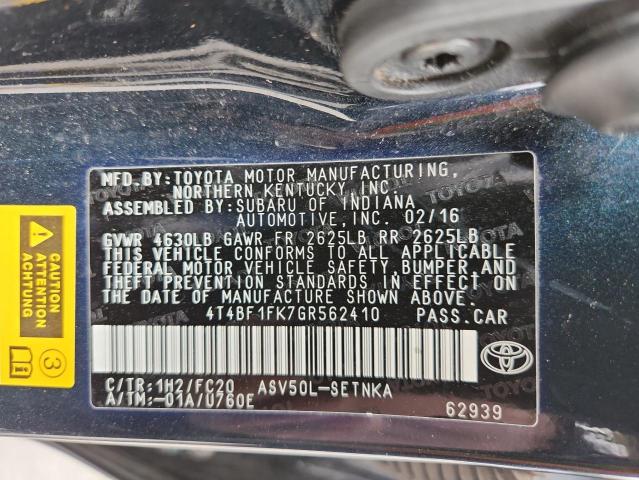 MFD.BY:TOYOTA MOTOR MANUFACTURING,
NORTHERN KENTUCKY, INC.
ASSEMBLED BY:SUBARU OF INDIANA
AUTOMOTIVE, INC. 02/16
GVWR 4630LB GAWR FR 2625LB RR 2625LB
THIS VEHICLE CONFORMS TO ALL APPLICABLE
FEDERAL MOTOR VEHICLE SAFETY, BUMPER, AND
THEFT PREVENTION STANDARDS IN EFFECT ON
THE DATE OF MANUFACTURE SHOWN ABOVE.
4T4BF1FK7GR562410 PASS.CAR
C/TR:1H2/FC20 ASV50L-SETNKA
A/TM:-01A/U760E
62939
TOYOTA
CAUTION
ATTENTION
ACHTUNG
3